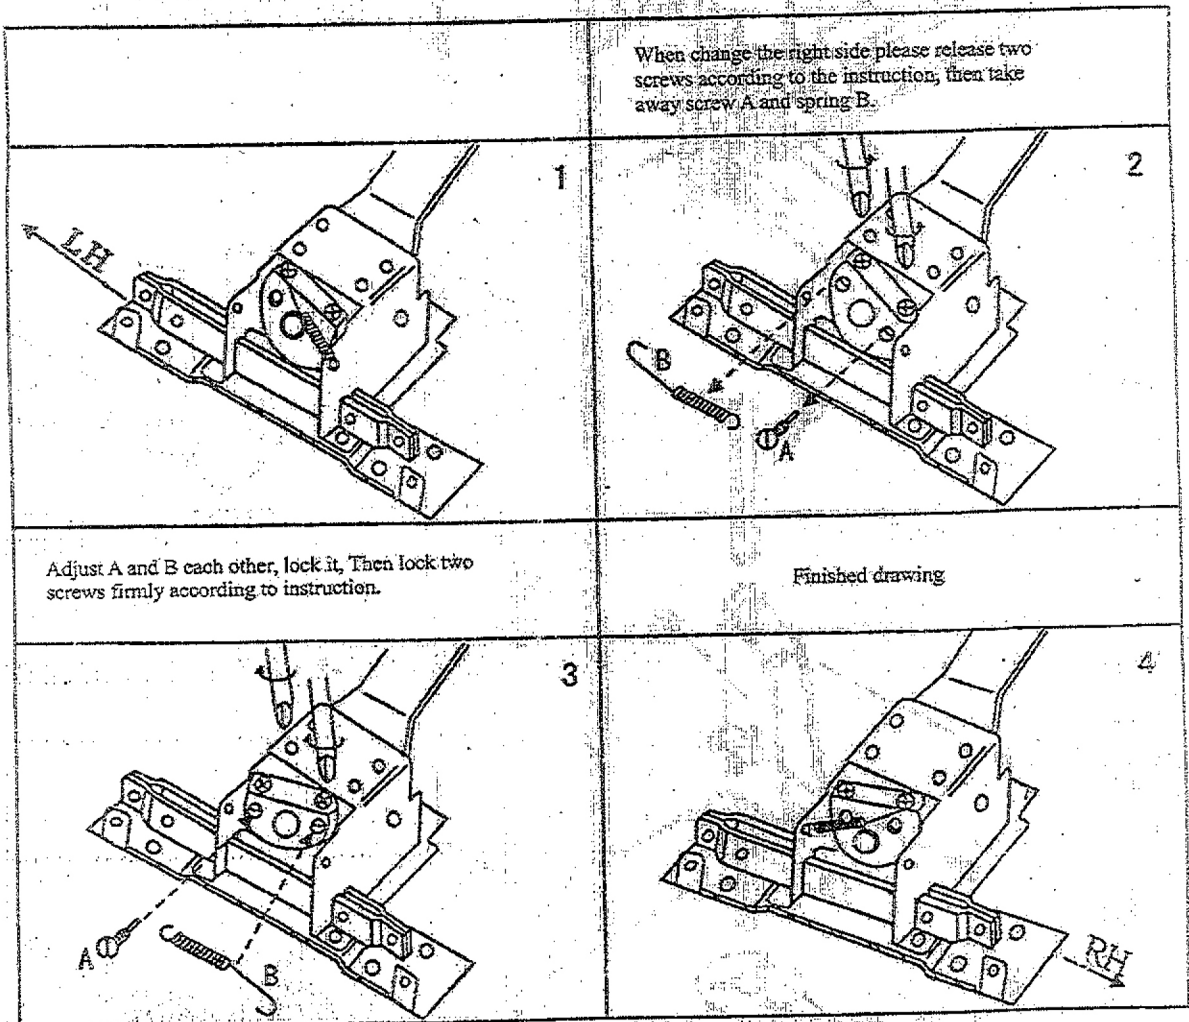 When change the right side please release two
screws according to the instruction, then take
away screw A and spring B.
1
2
LH
B
A
Adjust A and B each other, lock it, Then lock two
screws firmly according to instruction.
Finished drawing
3
4
A
B
RH